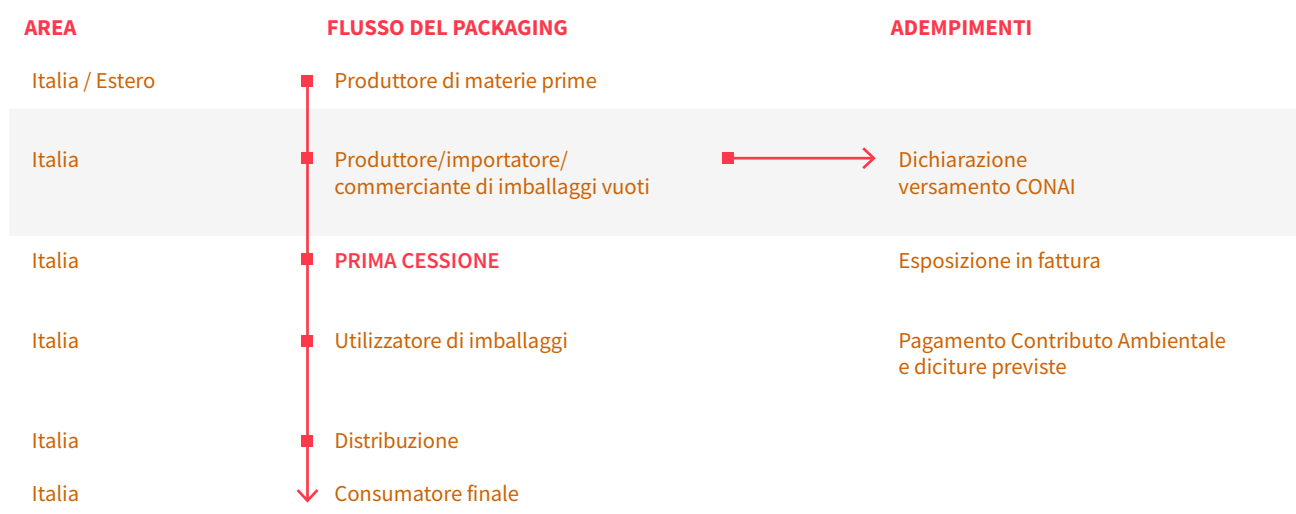 AREA FLUSSO DEL PACKAGING ADEMPIMENTI
Italia / Estero Produttore di materie prime
Italia Produttore/importatore/ Dichiarazione
commerciante di imballaggi vuoti versamento CONAI
Italia PRIMA CESSIONE Esposizione in fattura
Italia Utilizzatore di imballaggi Pagamento Contributo Ambientale
e diciture previste
Italia Distribuzione
Italia Consumatore finale